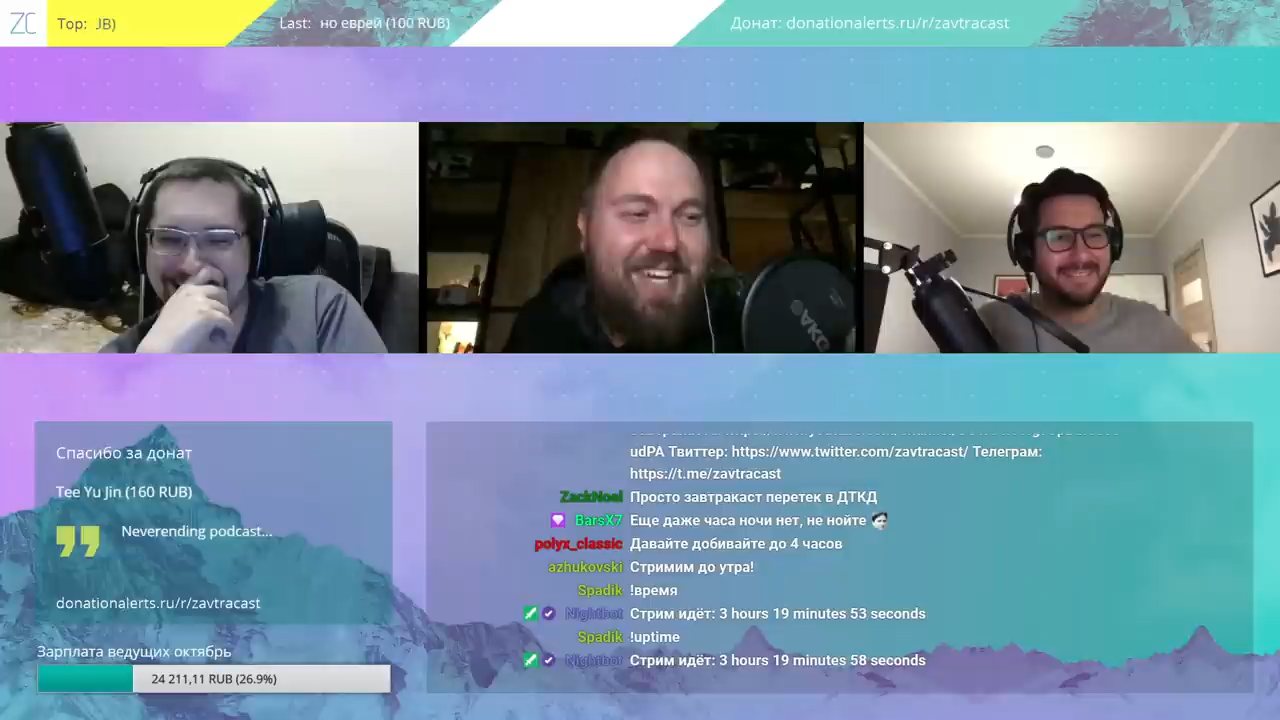 ZC
Top: JB)
Last: но еврей (100 RUB)
Донат: donationalerts.ru/r/zavtracast
AKG
Спасибо за донат
Tee Yu Jin (160 RUB)
Neverending podcast...
donationalerts.ru/r/zavtracast
Зарплата ведущих октябрь
24 211,11 RUB (26.9%)
udPA Твиттер: https://www.twitter.com/zavtracast/ Телеграм:
https://t.me/zavtracast
ZackNoel Просто завтракаст перетек в ДТКД
BarsX7 Еще даже часа ночи нет, не нойте
polyx_classic Давайте добивайте до 4 часов
azhukovski Стримим до утра!
Spadik !время
Nightbot Стрим идёт: 3 hours 19 minutes 53 seconds
Spadik !uptime
Nightbot Стрим идёт: 3 hours 19 minutes 58 seconds